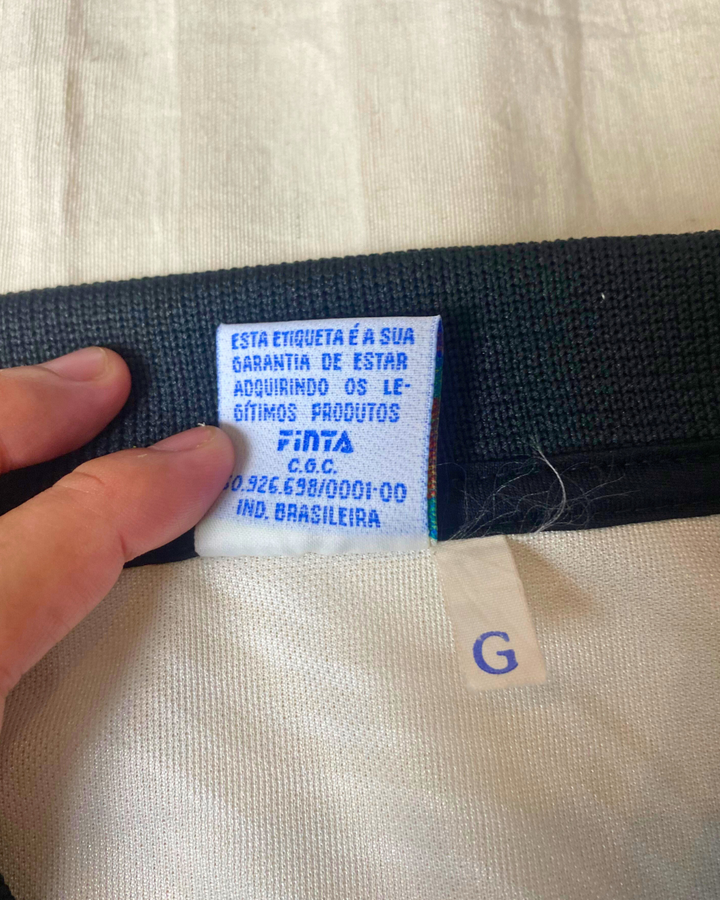 ESTA ETIQUETA É A SUA
GARANTIA DE ESTAR
ADQUIRINDO OS LE-
GÍTIMOS PRODUTOS
FiNTA
C.G.C.
0.926.698/0001-00
IND. BRASILEIRA
G